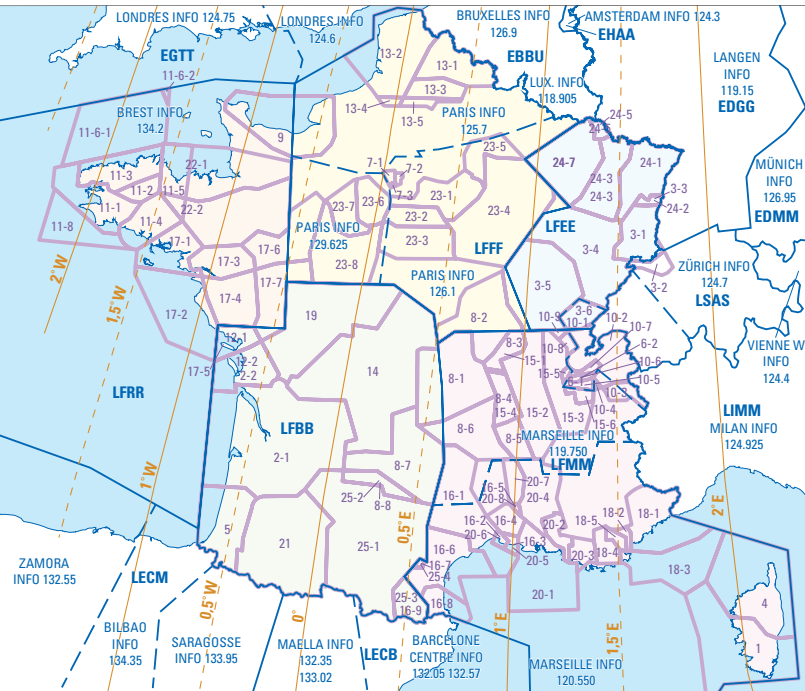 LONDRES INFO 124.75
LONDRES INFO
124.6
BRUXELLES INFO
126.9
AMSTERDAM INFO 124.3
EHAA
EGTT
EBBU
LANGEN
INFO
119.15
EDGG
LUX. INFO
118.905
11-6-2
13-2
13-1
13-3
13-4
13-5
BREST INFO
134.2
11-6-1
9
PARIS INFO
125.7
24-5
24-6
23-5
24-7
24-1
22-1
11-3
11-2
11-5
7-1
7-2
7-3
24-3
24-3
3-3
24-2
MÜNICH
INFO
126.95
EDMM
11-1
11-4
22-2
23-7
23-6
23-1
23-2
23-4
11-8
17-1
PARIS INFO
129.625
23-3
LFFF
LFEE
3-1
3-4
2°W
17-3
17-6
23-8
ZÜRICH INFO
124.7
LSAS
3-2
1,5°W
17-4
17-7
PARIS INFO
126.1
3-5
17-2
19
8-2
10-9
3-6
10-1
10-2
10-7
6-2
10-6
10-5
VIENNE W
INFO
124.4
12-1
12-2
2-2
17-5
8-3
15-1
10-8
15-5
6-1
10-3
14
8-1
LFRR
8-4
15-4
15-2
15-3
10-4
15-6
LIMM
MILAN INFO
124.925
LFBB
8-6
8-5
MARSEILLE INFO
119.750
LFMM
2-1
8-7
1°W
25-2
8-8
16-1
16-5
20-8
20-7
20-4
2°E
18-2
18-1
5
21
25-1
0,5°E
16-2
20-6
16-4
20-2
18-5
16-3
20-5
20-3
18-4
16-6
16-7
25-4
18-3
ZAMORA
INFO 132.55
LECM
0,5°W
0°
25-3
16-9
16-8
20-1
4
1
1°E
1,5°E
BILBAO
INFO
134.35
SARAGOSSE
INFO 133.95
MAELLA INFO
132.35
133.02
LECB
BARCELONE
CENTRE INFO
132.05 132.57
MARSEILLE INFO
120.550